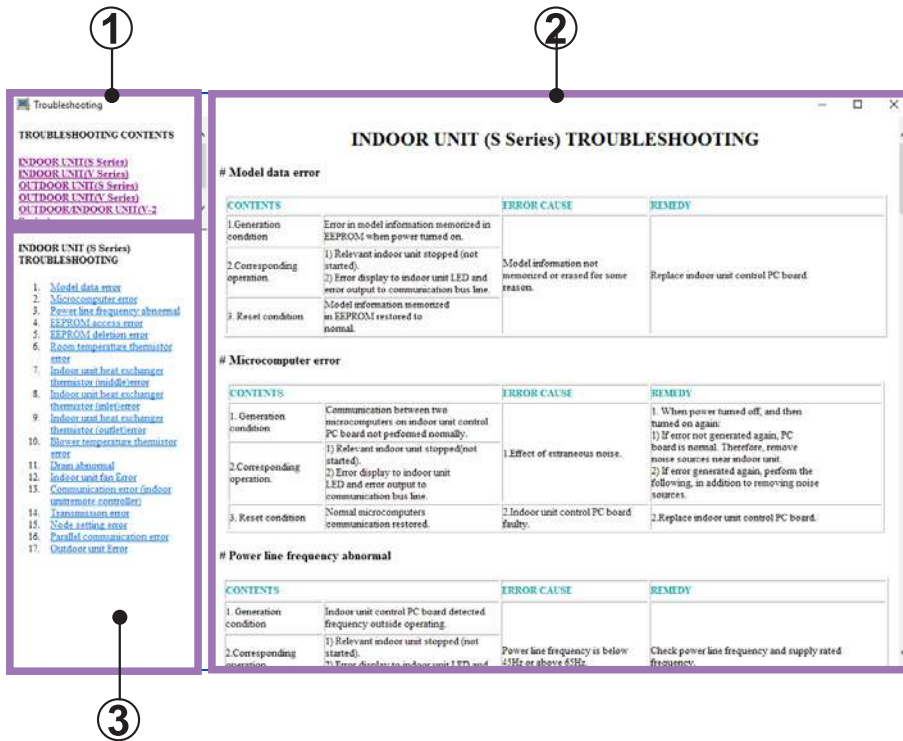 1
2
Troubleshooting
TROUBLESHOOTING CONTENTS
INDOOR UNIT(S Series)
INDOOR UNIT(V Series)
OUTDOOR UNIT(S Series)
OUTDOOR UNIT(V Series)
OUTDOOR/INDOOR UNIT(V-2
INDOOR UNIT (S Series)
TROUBLESHOOTING
1. Model data error
2. Microcomputer error
3. Power line frequency abnormal
4. EEPROM access error
5. EEPROM deletion error
6. Room temperature thermistor
error
7. Indoor unit heat exchanger
thermistor (middle)error
8. Indoor unit heat exchanger
thermistor (inlet)error
9. Indoor unit heat exchanger
thermistor (outlet)error
10. Blower temperature thermistor
error
11. Drain abnormal
12. Indoor unit fan Error
13. Communication error (indoor
unitremote controller)
14. Transmission error
15. Node setting error
16. Parallel communication error
17. Outdoor unit Error
3
INDOOR UNIT (S Series) TROUBLESHOOTING
# Model data error
CONTENTS ERROR CAUSE REMEDY
1.Generation
condition
Error in model information memorized in
EEPROM when power turned on.
2.Corresponding
operation.
1) Relevant indoor unit stopped (not
started).
2) Error display to indoor unit LED and
error output to communication bus line.
3. Reset condition
Model information memorized
in EEPROM restored to
normal.
Model information not
memorized or erased for some
reason.
Replace indoor unit control PC board.
# Microcomputer error
CONTENTS ERROR CAUSE REMEDY
1. Generation
condition
Communication between two
microcomputers on indoor unit control
PC board not performed normally.
2.Corresponding
operation.
1) Relevant indoor unit stopped(not
started).
2) Error display to indoor unit
LED and error output to
communication bus line.
1.Effect of extraneous noise.
1. When power turned off, and then
turned on again:
1) If error not generated again, PC
board is normal. Therefore, remove
noise sources near indoor unit.
2) If error generated again, perform the
following, in addition to removing noise
sources.
3. Reset condition
Normal microcomputers
communication restored.
2.Indoor unit control PC board
faulty.
2.Replace indoor unit control PC board.
# Power line frequency abnormal
CONTENTS ERROR CAUSE REMEDY
1. Generation
condition
Indoor unit control PC board detected
frequency outside operating.
2.Corresponding
operation.
1) Relevant indoor unit stopped (not
started).
2) Error display to indoor unit LED and
Power line frequency is below
45Hz or above 65Hz.
Check power line frequency and supply rated
frequency.